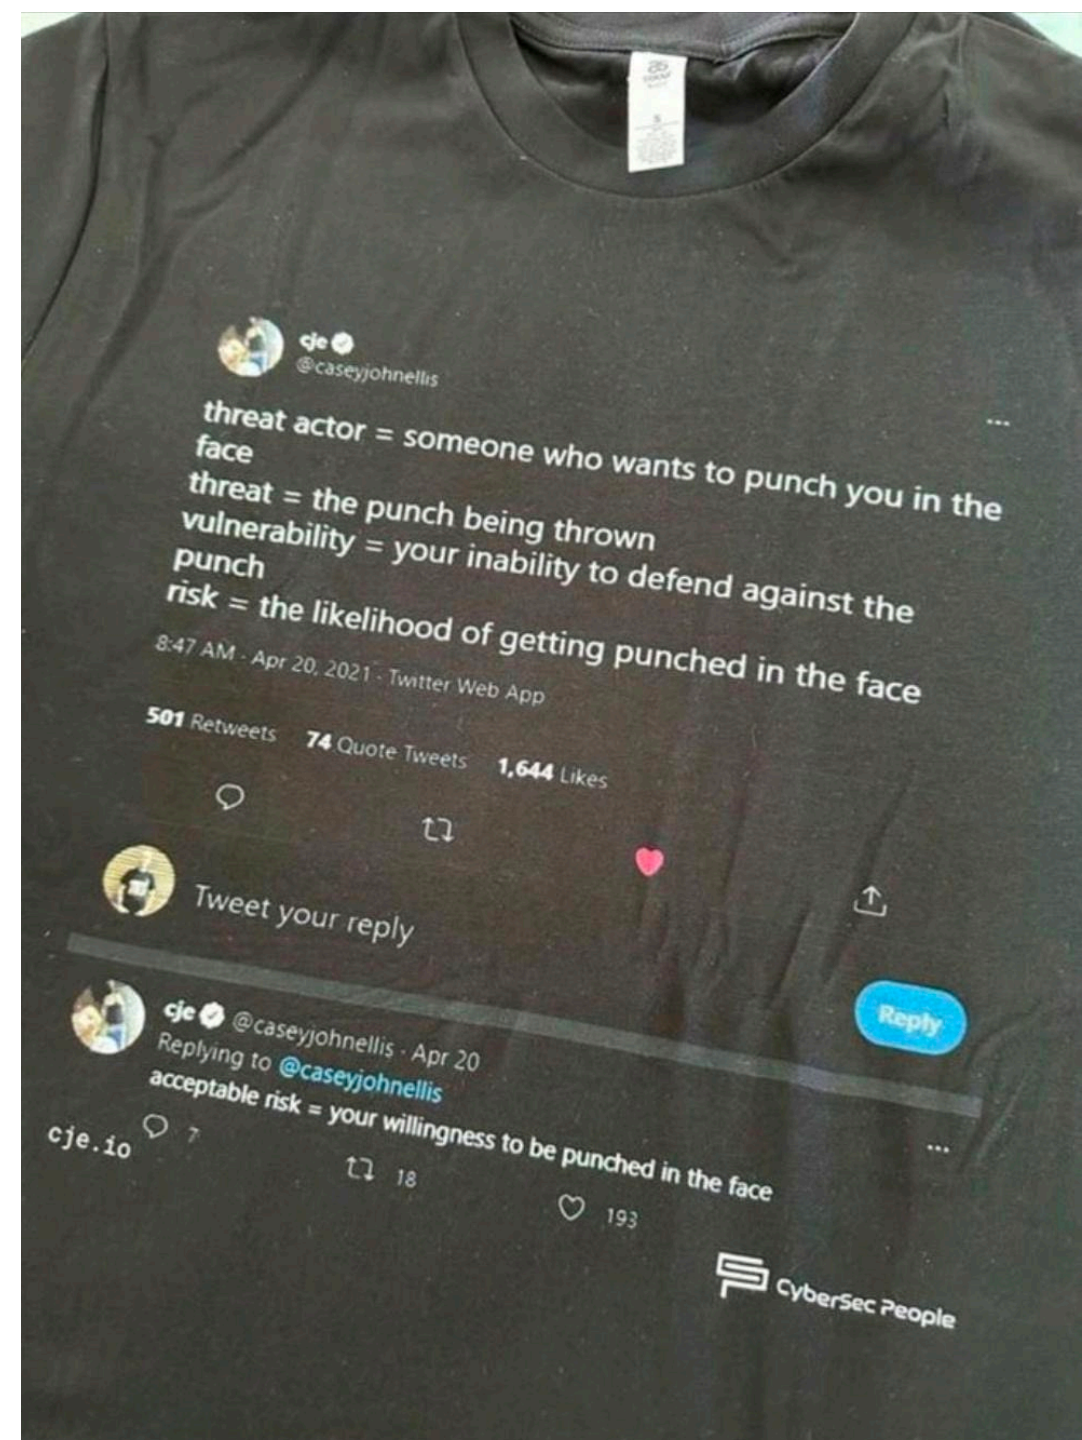 S
cje
@caseyjohnellis
...
threat actor = someone who wants to punch you in the
face
threat = the punch being thrown
vulnerability = your inability to defend against the
punch
risk = the likelihood of getting punched in the face
8:47 AM · Apr 20, 2021 · Twitter Web App
501 Retweets 74 Quote Tweets 1,644 Likes
Tweet your reply
Reply
cje @caseyjohnellis · Apr 20
...
Replying to @caseyjohnellis
acceptable risk = your willingness to be punched in the face
7 18 193
cje.io
CyberSec People